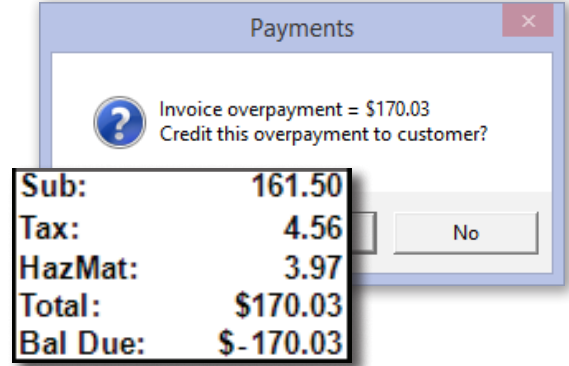 Payments
Invoice overpayment = $170.03
Credit this overpayment to customer?
No
Sub: 161.50
Tax: 4.56
HazMat: 3.97
Total: $170.03
Bal Due: $-170.03